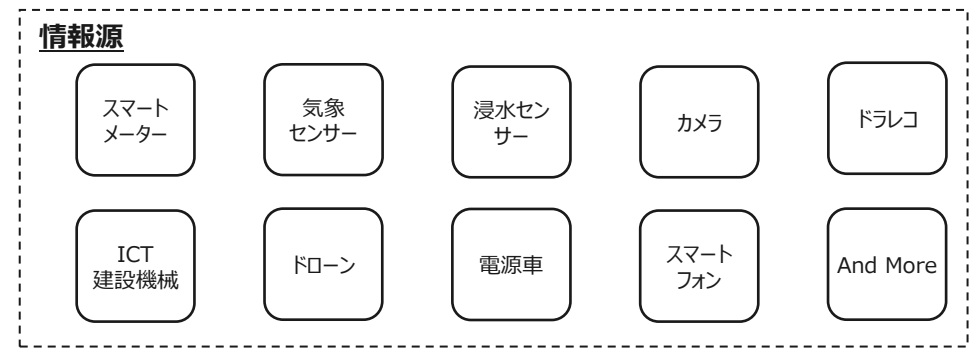 情報源
スマート
メーター
気象
センサー
浸水セン
サー
カメラ
ドラレコ
ICT
建設機械
ドローン
電源車
スマート
フォン
And More